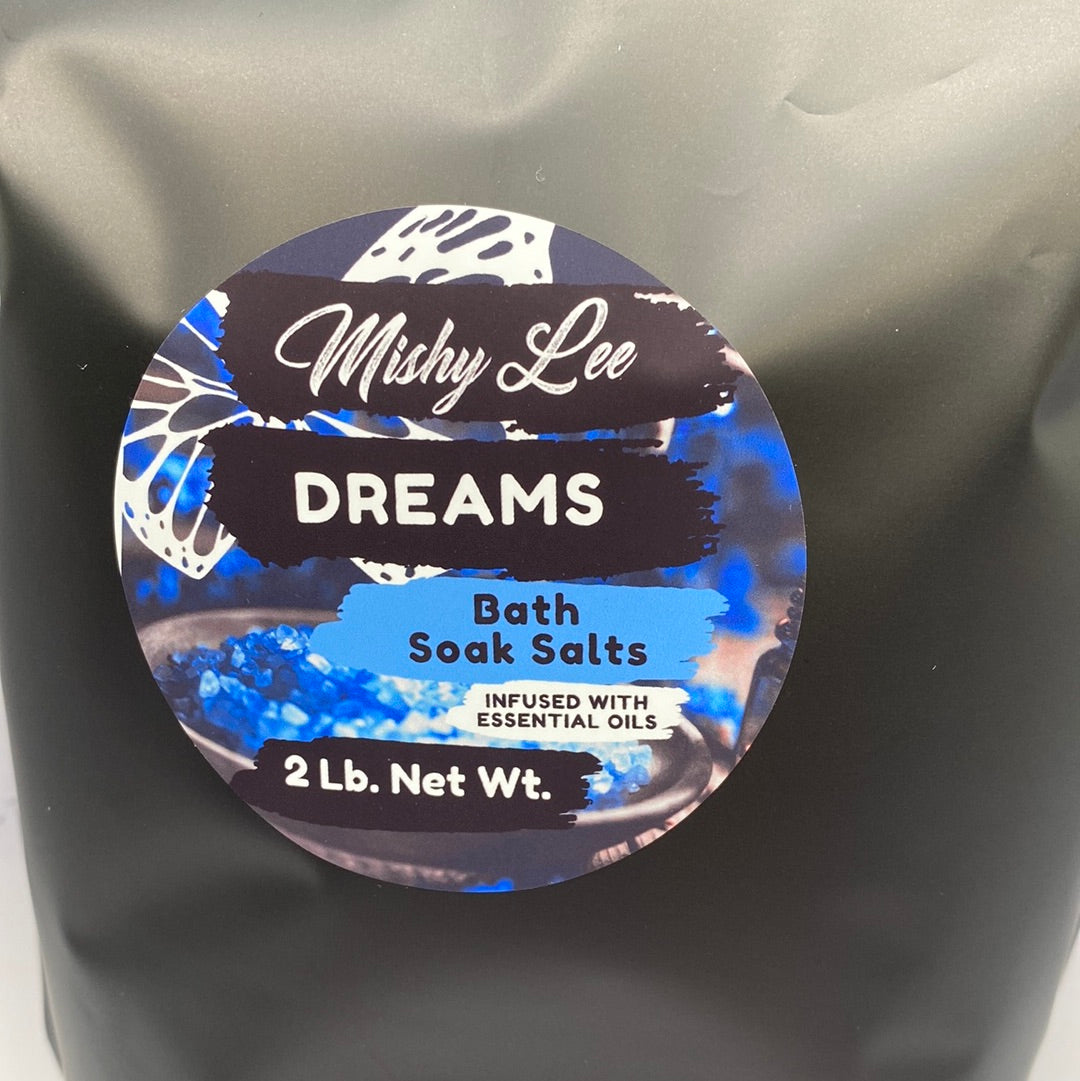 Mishy Lee
DREAMS
Bath
Soak Salts
INFUSED WITH
ESSENTIAL OILS
2 Lb. Net Wt.